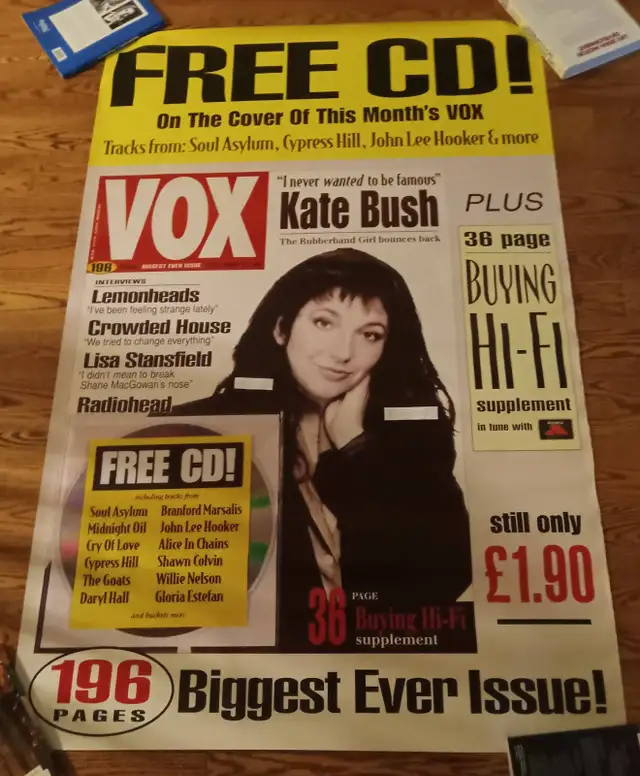 FREE CD!
On The Cover Of This Month's VOX
Tracks from: Soul Asylum, Cypress Hill, John Lee Hooker & more
VOX
196
BIGGEST EVER ISSUE
"I never wanted to be famous"
Kate Bush
The Rubberband Girl bounces back
INTERVIEWS
Lemonheads
"I've been feeling strange lately"
Crowded House
"We tried to change everything"
Lisa Stansfield
"I didn't mean to break
Shane MacGowan's nose"
Radiohead
PLUS
36 page
BUYING
HI-FI
supplement
in tune with
FREE CD!
including tracks from
Soul Asylum
Midnight Oil
Cry Of Love
Cypress Hill
The Goats
Daryl Hall
Branford Marsalis
John Lee Hooker
Alice In Chains
Shawn Colvin
Willie Nelson
Gloria Estefan
and buckets more
36 PAGE
Buying Hi-Fi
supplement
still only
£1.90
196
PAGES
Biggest Ever Issue!